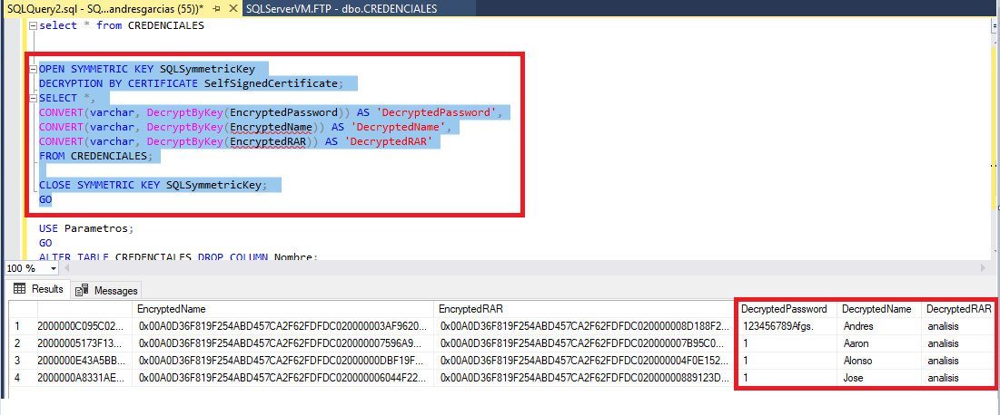 SQLQuery2.sql - SQ...andresgarcias (55))* SQLServerVM.FTP - dbo.CREDENCIALES
select * from CREDENCIALES
OPEN SYMMETRIC KEY SQLSymmetricKey
DECRYPTION BY CERTIFICATE SelfSignedCertificate;
SELECT *,
CONVERT(varchar, DecryptByKey(EncryptedPassword)) AS 'DecryptedPassword',
CONVERT(varchar, DecryptByKey(EncryptedName)) AS 'DecryptedName',
CONVERT(varchar, DecryptByKey(EncryptedRAR)) AS 'DecryptedRAR'
FROM CREDENCIALES;
CLOSE SYMMETRIC KEY SQLSymmetricKey;
GO
USE Parametros;
GO
ALTER TABLE CREDENCIALES DROP COLUMN Nombre;
100 %
Results Messages
EncryptedName EncryptedRAR DecryptedPassword DecryptedName DecryptedRAR
1 2000000C095C02... 0x00A0D36F819F254ABD457CA2F62FDFDC020000003AF9620... 0x00A0D36F819F254ABD457CA2F62FDFDC020000008D188F2... 123456789Afgs. Andres analisis
2 20000005173F13... 0x00A0D36F819F254ABD457CA2F62FDFDC020000007596A9... 0x00A0D36F819F254ABD457CA2F62FDFDC020000007B95C0... 1 Aaron analisis
3 2000000E43A5BB... 0x00A0D36F819F254ABD457CA2F62FDFDC02000000DBF19F... 0x00A0D36F819F254ABD457CA2F62FDFDC020000004F0E152... 1 Alonso analisis
4 2000000A8331AE... 0x00A0D36F819F254ABD457CA2F62FDFDC020000006044F22... 0x00A0D36F819F254ABD457CA2F62FDFDC02000000889123D... 1 Jose analisis